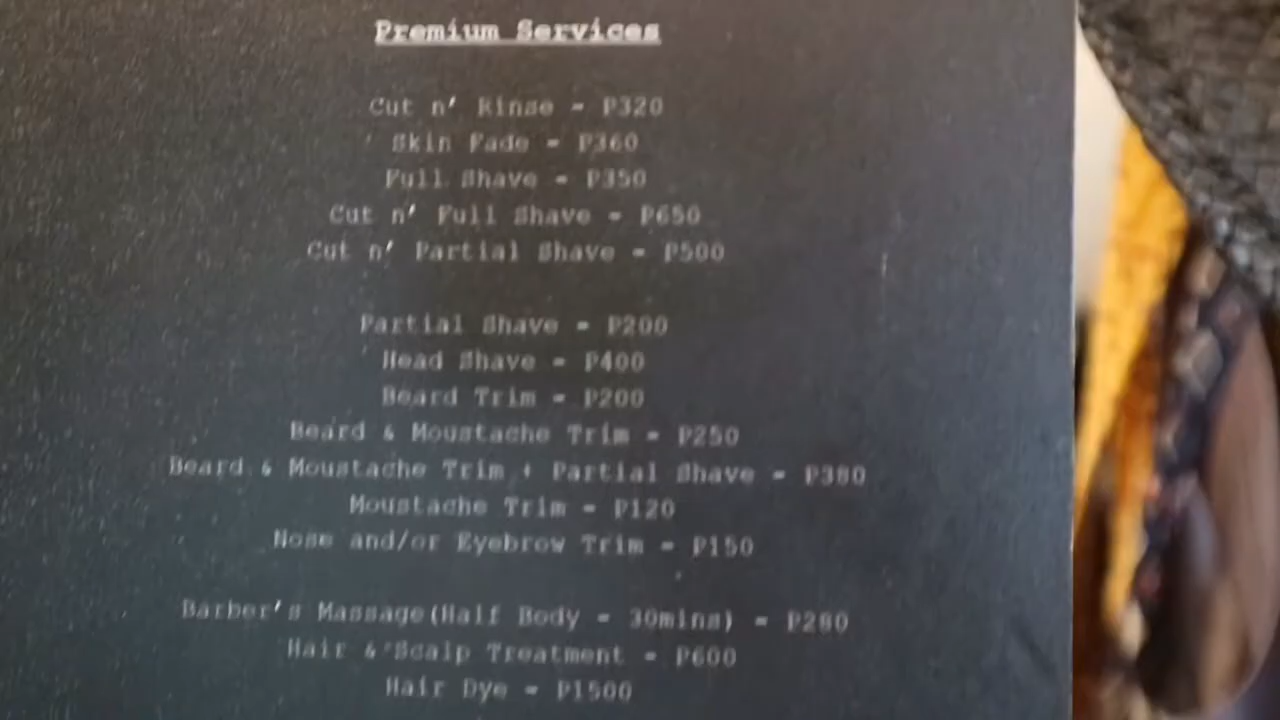 Premium Services
Cut n' Rinse - P320
Skin Fade - P360
Full Shave - P350
Cut n' Full Shave - P650
Cut n' Partial Shave - P500
Partial Shave - P200
Head Shave - P400
Beard Trim - P200
Beard & Moustache Trim - P250
Beard & Moustache Trim + Partial Shave - P380
Moustache Trim - P120
Nose and/or Eyebrow Trim - P150
Barber's Massage(Half Body - 30mins) - P280
Hair & Scalp Treatment - P600
Hair Dye - P1500